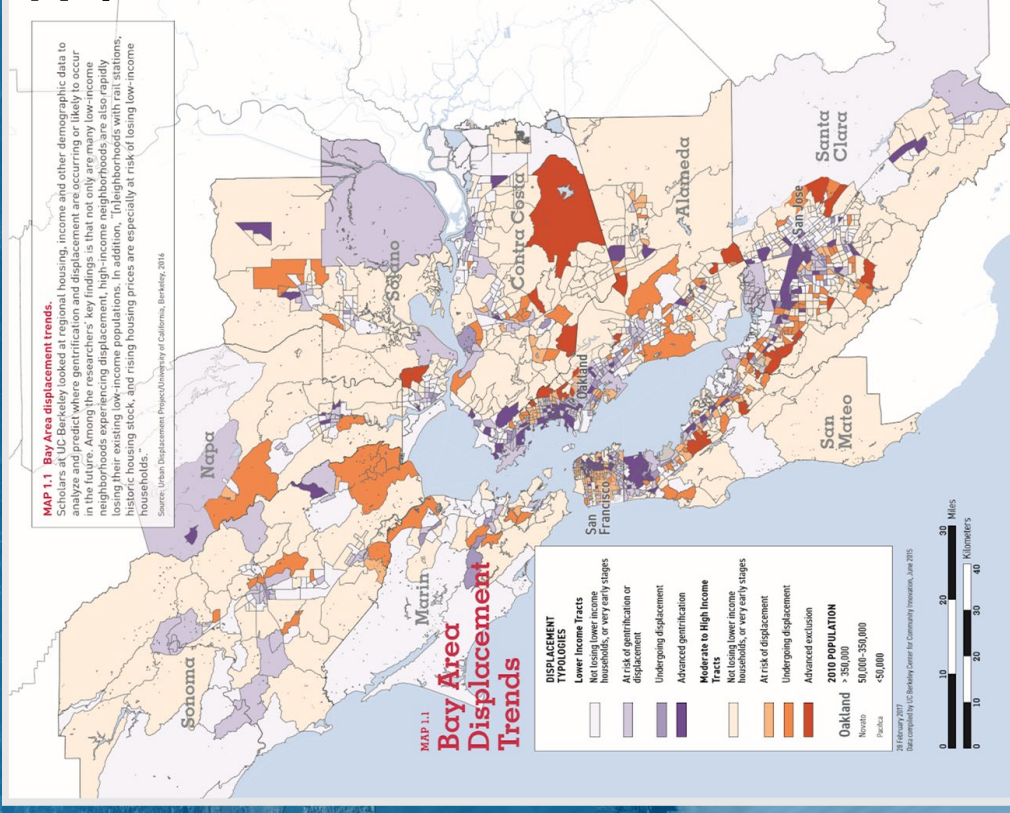 MAP 1.1 Bay Area displacement trends.
Scholars at UC Berkeley looked at regional housing, income and other demographic data to
analyze and predict where gentrification and displacement are occurring or likely to occur
in the future. Among the researchers' key findings is that not only are many low-income
neighborhoods experiencing displacement, high-income neighborhoods are also rapidly
losing their existing low-income populations. In addition, "[n]eighborhoods with rail stations,
historic housing stock, and rising housing prices are especially at risk of losing low-income
households."
Source: Urban Displacement Project/University of California, Berkeley, 2016
Napa
Sonoma
Solano
Marin
Contra Costa
Oakland
Alameda
San
Francisco
San
Mateo
San Jose
Santa
Clara
MAP 1.1
Bay Area
Displacement
Trends
DISPLACEMENT
TYPOLOGIES
Lower Income Tracts
Not losing lower income
households, or very early stages
At risk of gentrification or
displacement
Undergoing displacement
Advanced gentrification
Moderate to High Income
Tracts
Not losing lower income
households, or very early stages
At risk of displacement
Undergoing displacement
Advanced exclusion
2010 POPULATION
Oakland > 350,000
Novato 50,000-350,000
Pacifica <50,000
28 February 2017
Data compiled by UC Berkeley Center for Community Innovation, June 2015
0 10 20 30 Miles
0 10 20 30 40 Kilometers